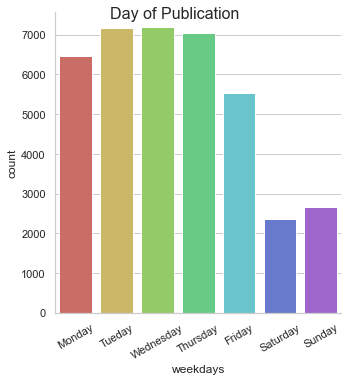 Day of Publication
7000
6000
5000
4000
3000
2000
1000
0
count
Monday
Tueday
Wednesday
Thursday
Friday
Saturday
Sunday
weekdays